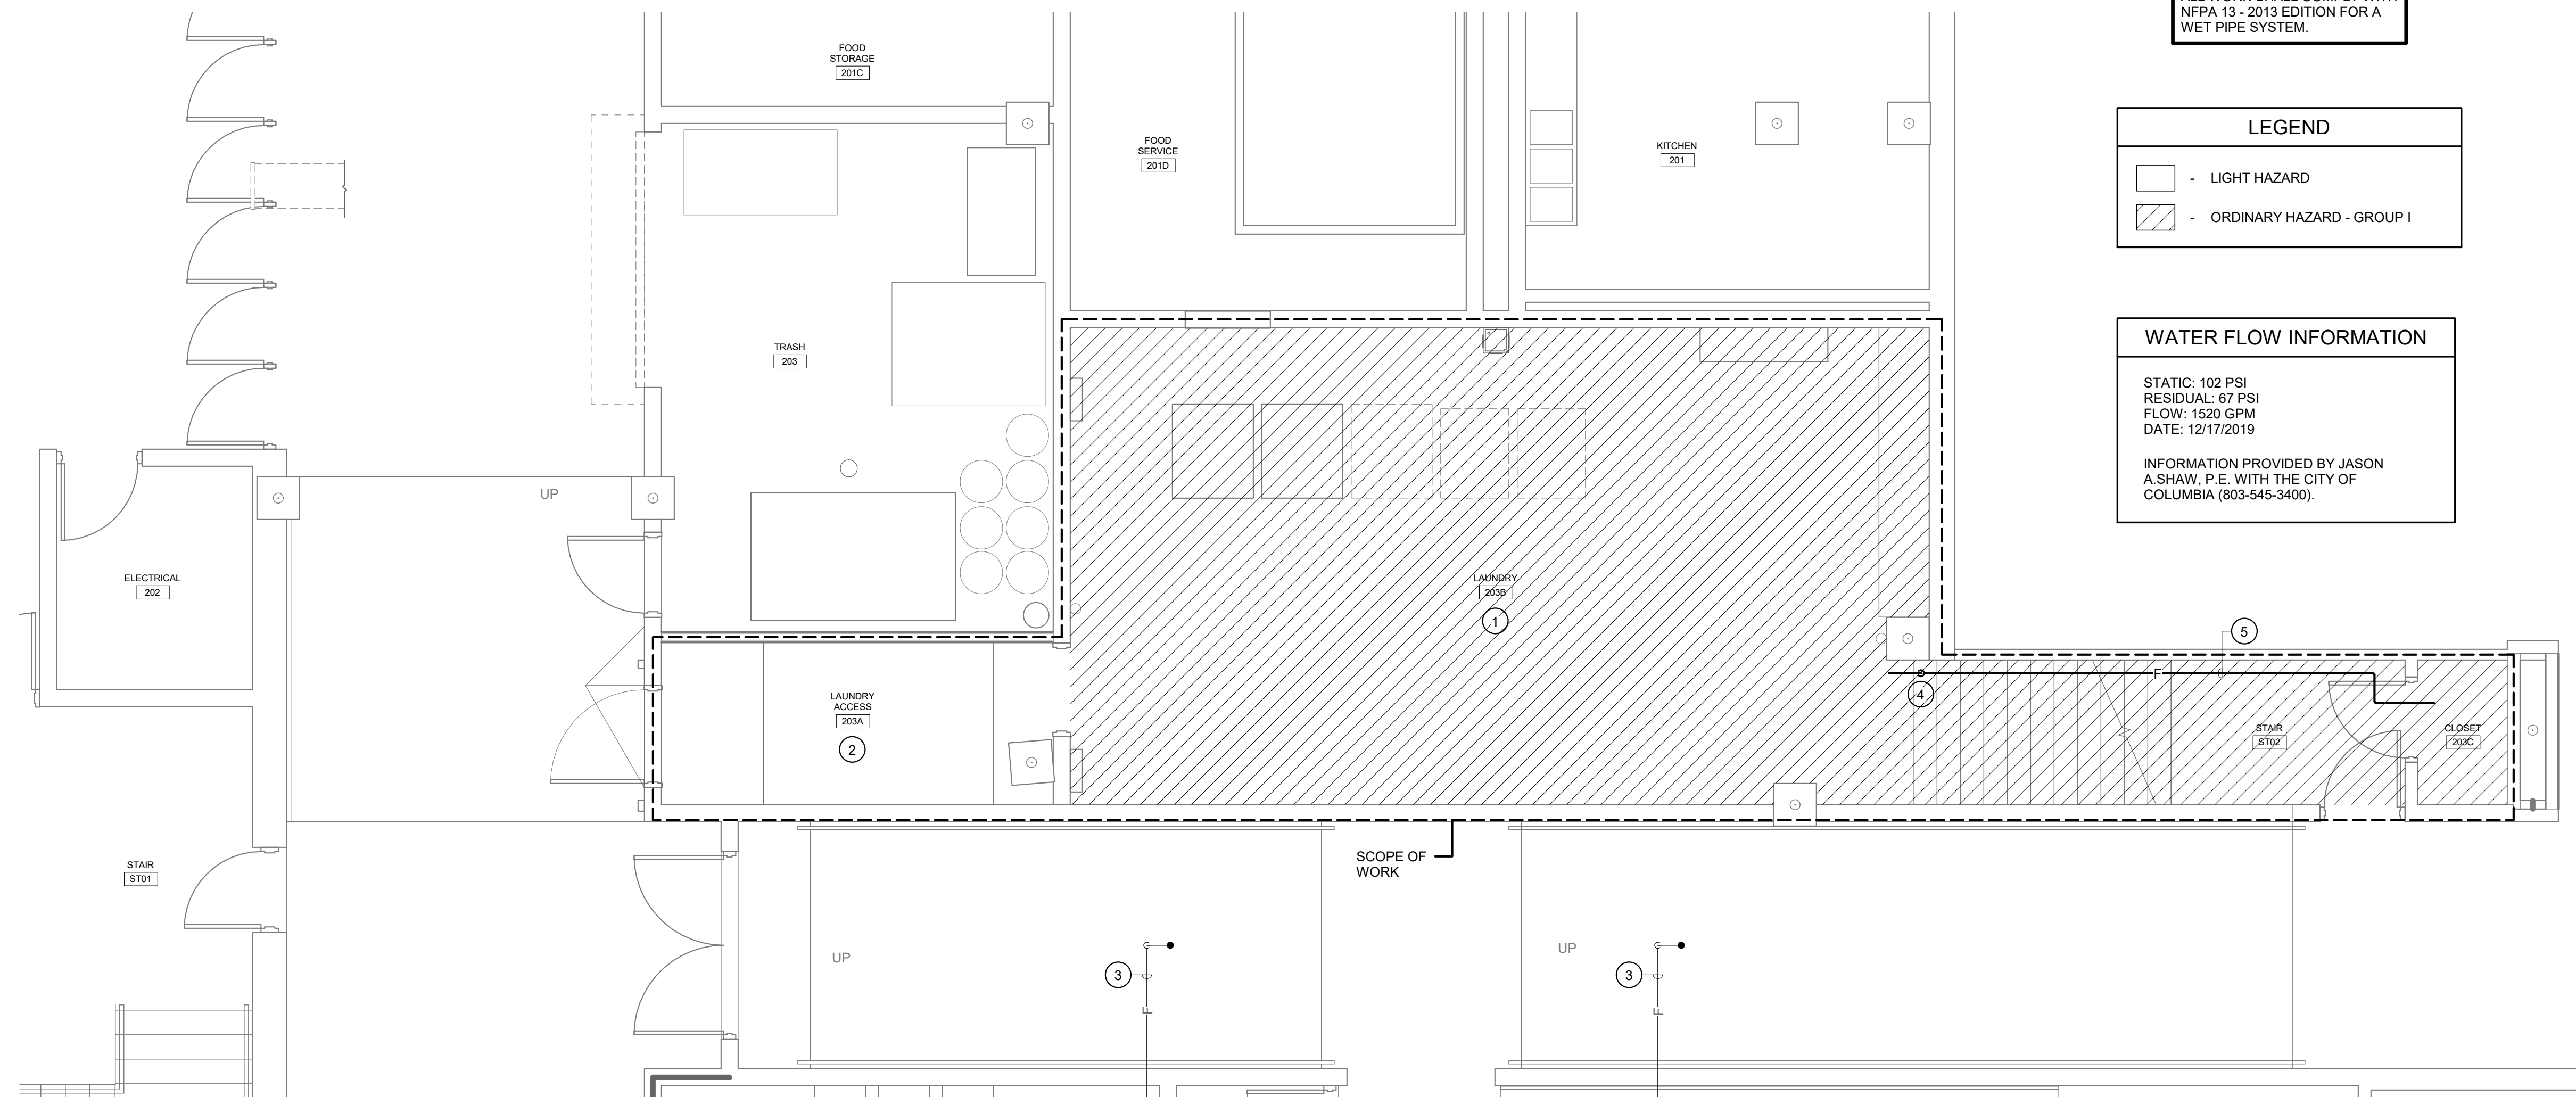 NFPA 13 - 2013 EDITION FOR A
WET PIPE SYSTEM.
FOOD
STORAGE
201C
FOOD
SERVICE
201D
KITCHEN
201
LEGEND
- LIGHT HAZARD
- ORDINARY HAZARD - GROUP I
WATER FLOW INFORMATION
STATIC: 102 PSI
RESIDUAL: 67 PSI
FLOW: 1520 GPM
DATE: 12/17/2019
INFORMATION PROVIDED BY JASON
A.SHAW, P.E. WITH THE CITY OF
COLUMBIA (803-545-3400).
TRASH
203
UP
ELECTRICAL
202
LAUNDRY
203B
1
5
F
4
LAUNDRY
ACCESS
203A
2
STAIR
ST02
CLOSET
203C
SCOPE OF
WORK
STAIR
ST01
UP
3
F
UP
3
F